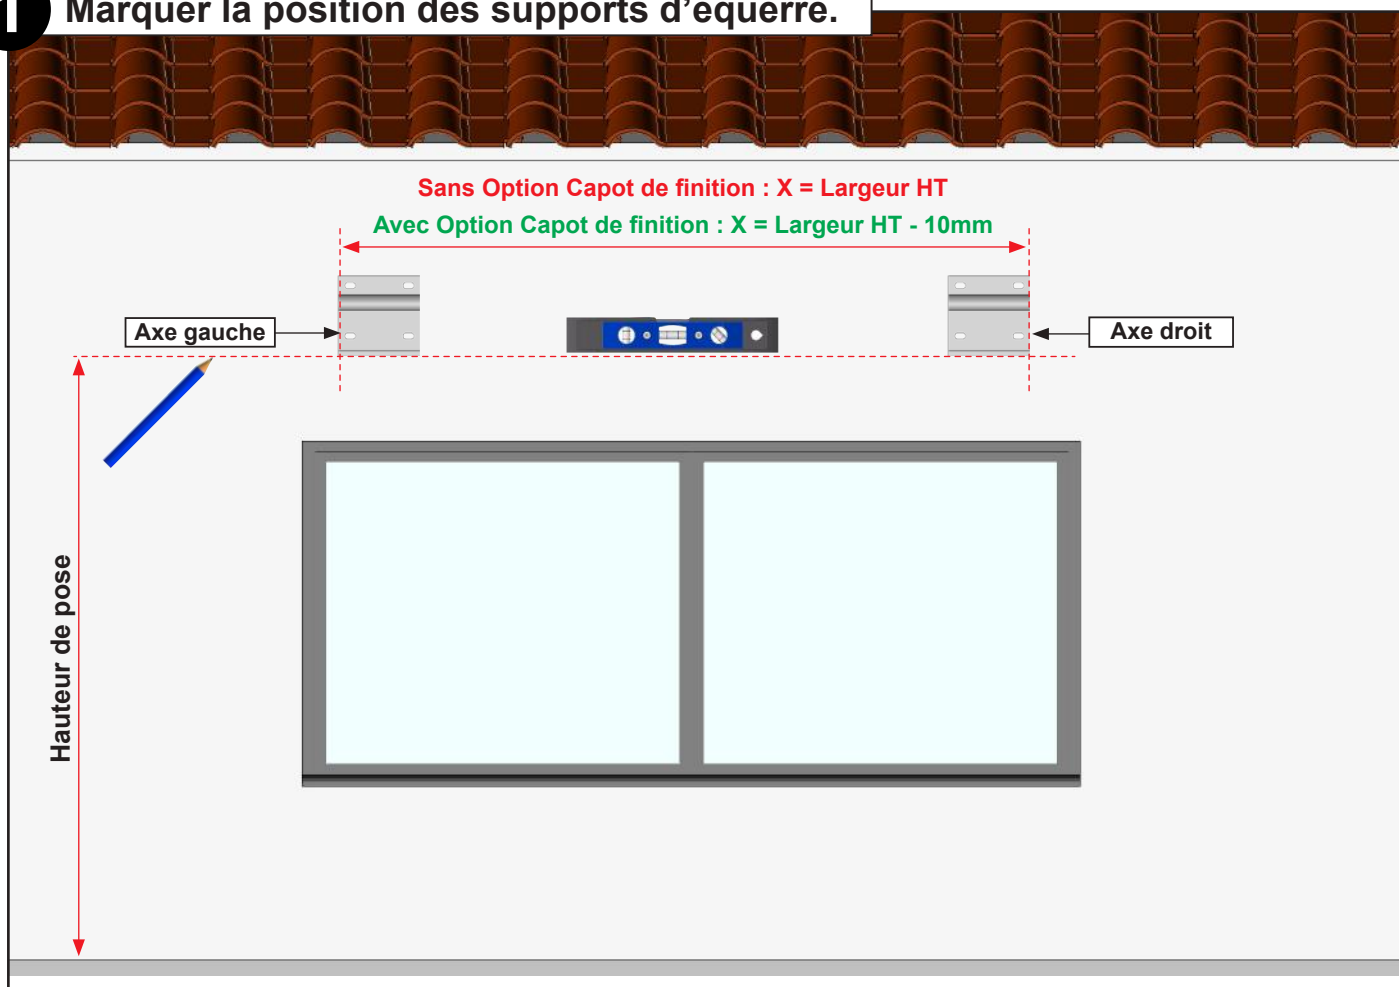 1 Marquer la position des supports d'équerre.
Sans Option Capot de finition : X = Largeur HT
Avec Option Capot de finition : X = Largeur HT - 10mm
Axe gauche
Axe droit
Hauteur de pose